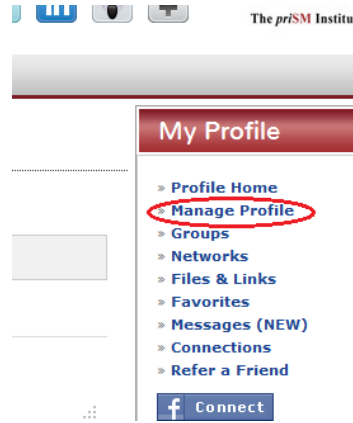 in
The priSM Institu
My Profile
» Profile Home
» Manage Profile
» Groups
» Networks
» Files & Links
» Favorites
» Messages (NEW)
» Connections
» Refer a Friend
f Connect